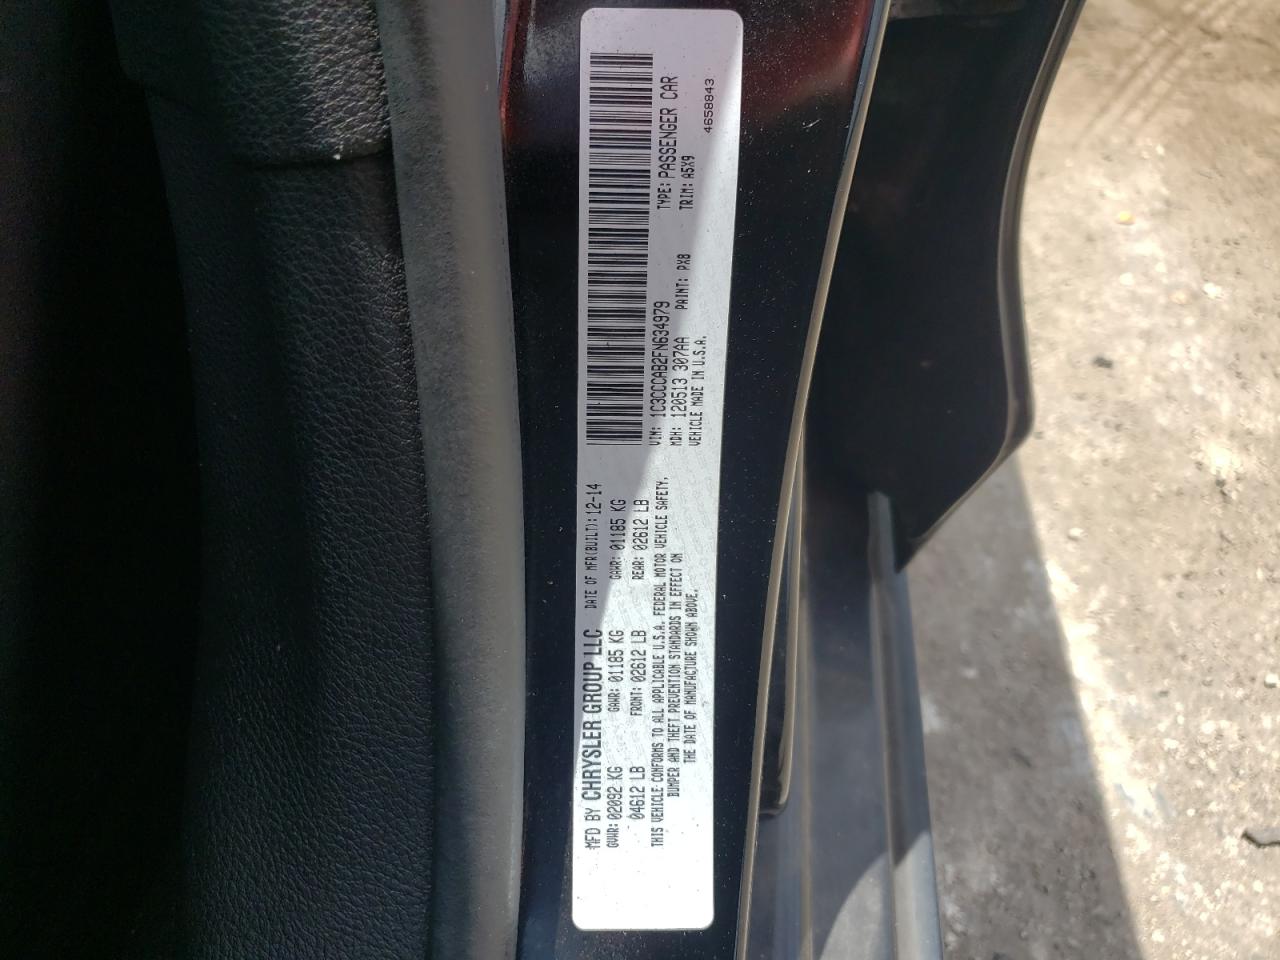 MFD BY CHRYSLER GROUP LLC DATE OF MFR(BUILT): 12-14
GVWR: 02092 KG GAWR: 01185 KG GAWR: 01185 KG
04612 LB FRONT: 02612 LB REAR: 02612 LB
THIS VEHICLE CONFORMS TO ALL APPLICABLE U.S.A. FEDERAL MOTOR VEHICLE SAFETY,
BUMPER AND THEFT PREVENTION STANDARDS IN EFFECT ON
THE DATE OF MANUFACTURE SHOWN ABOVE.
VIN: 1C3CCCAB2FN634979 TYPE: PASSENGER CAR
MDH: 120513 307AA PAINT: PX8 TRIM: A5X9
VEHICLE MADE IN U.S.A.
4658843